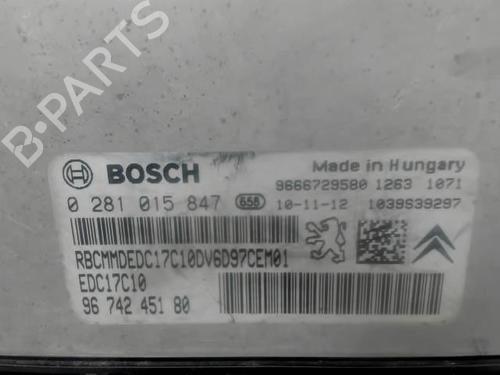 B-PARTS
BOSCH
Made in Hungary
9666729580 1263 1071
0 281 015 847 658 10-11-12 1039S39297
RBCMMDEDC17C10DV6D97CEM01
EDC17C10
96 742 451 80